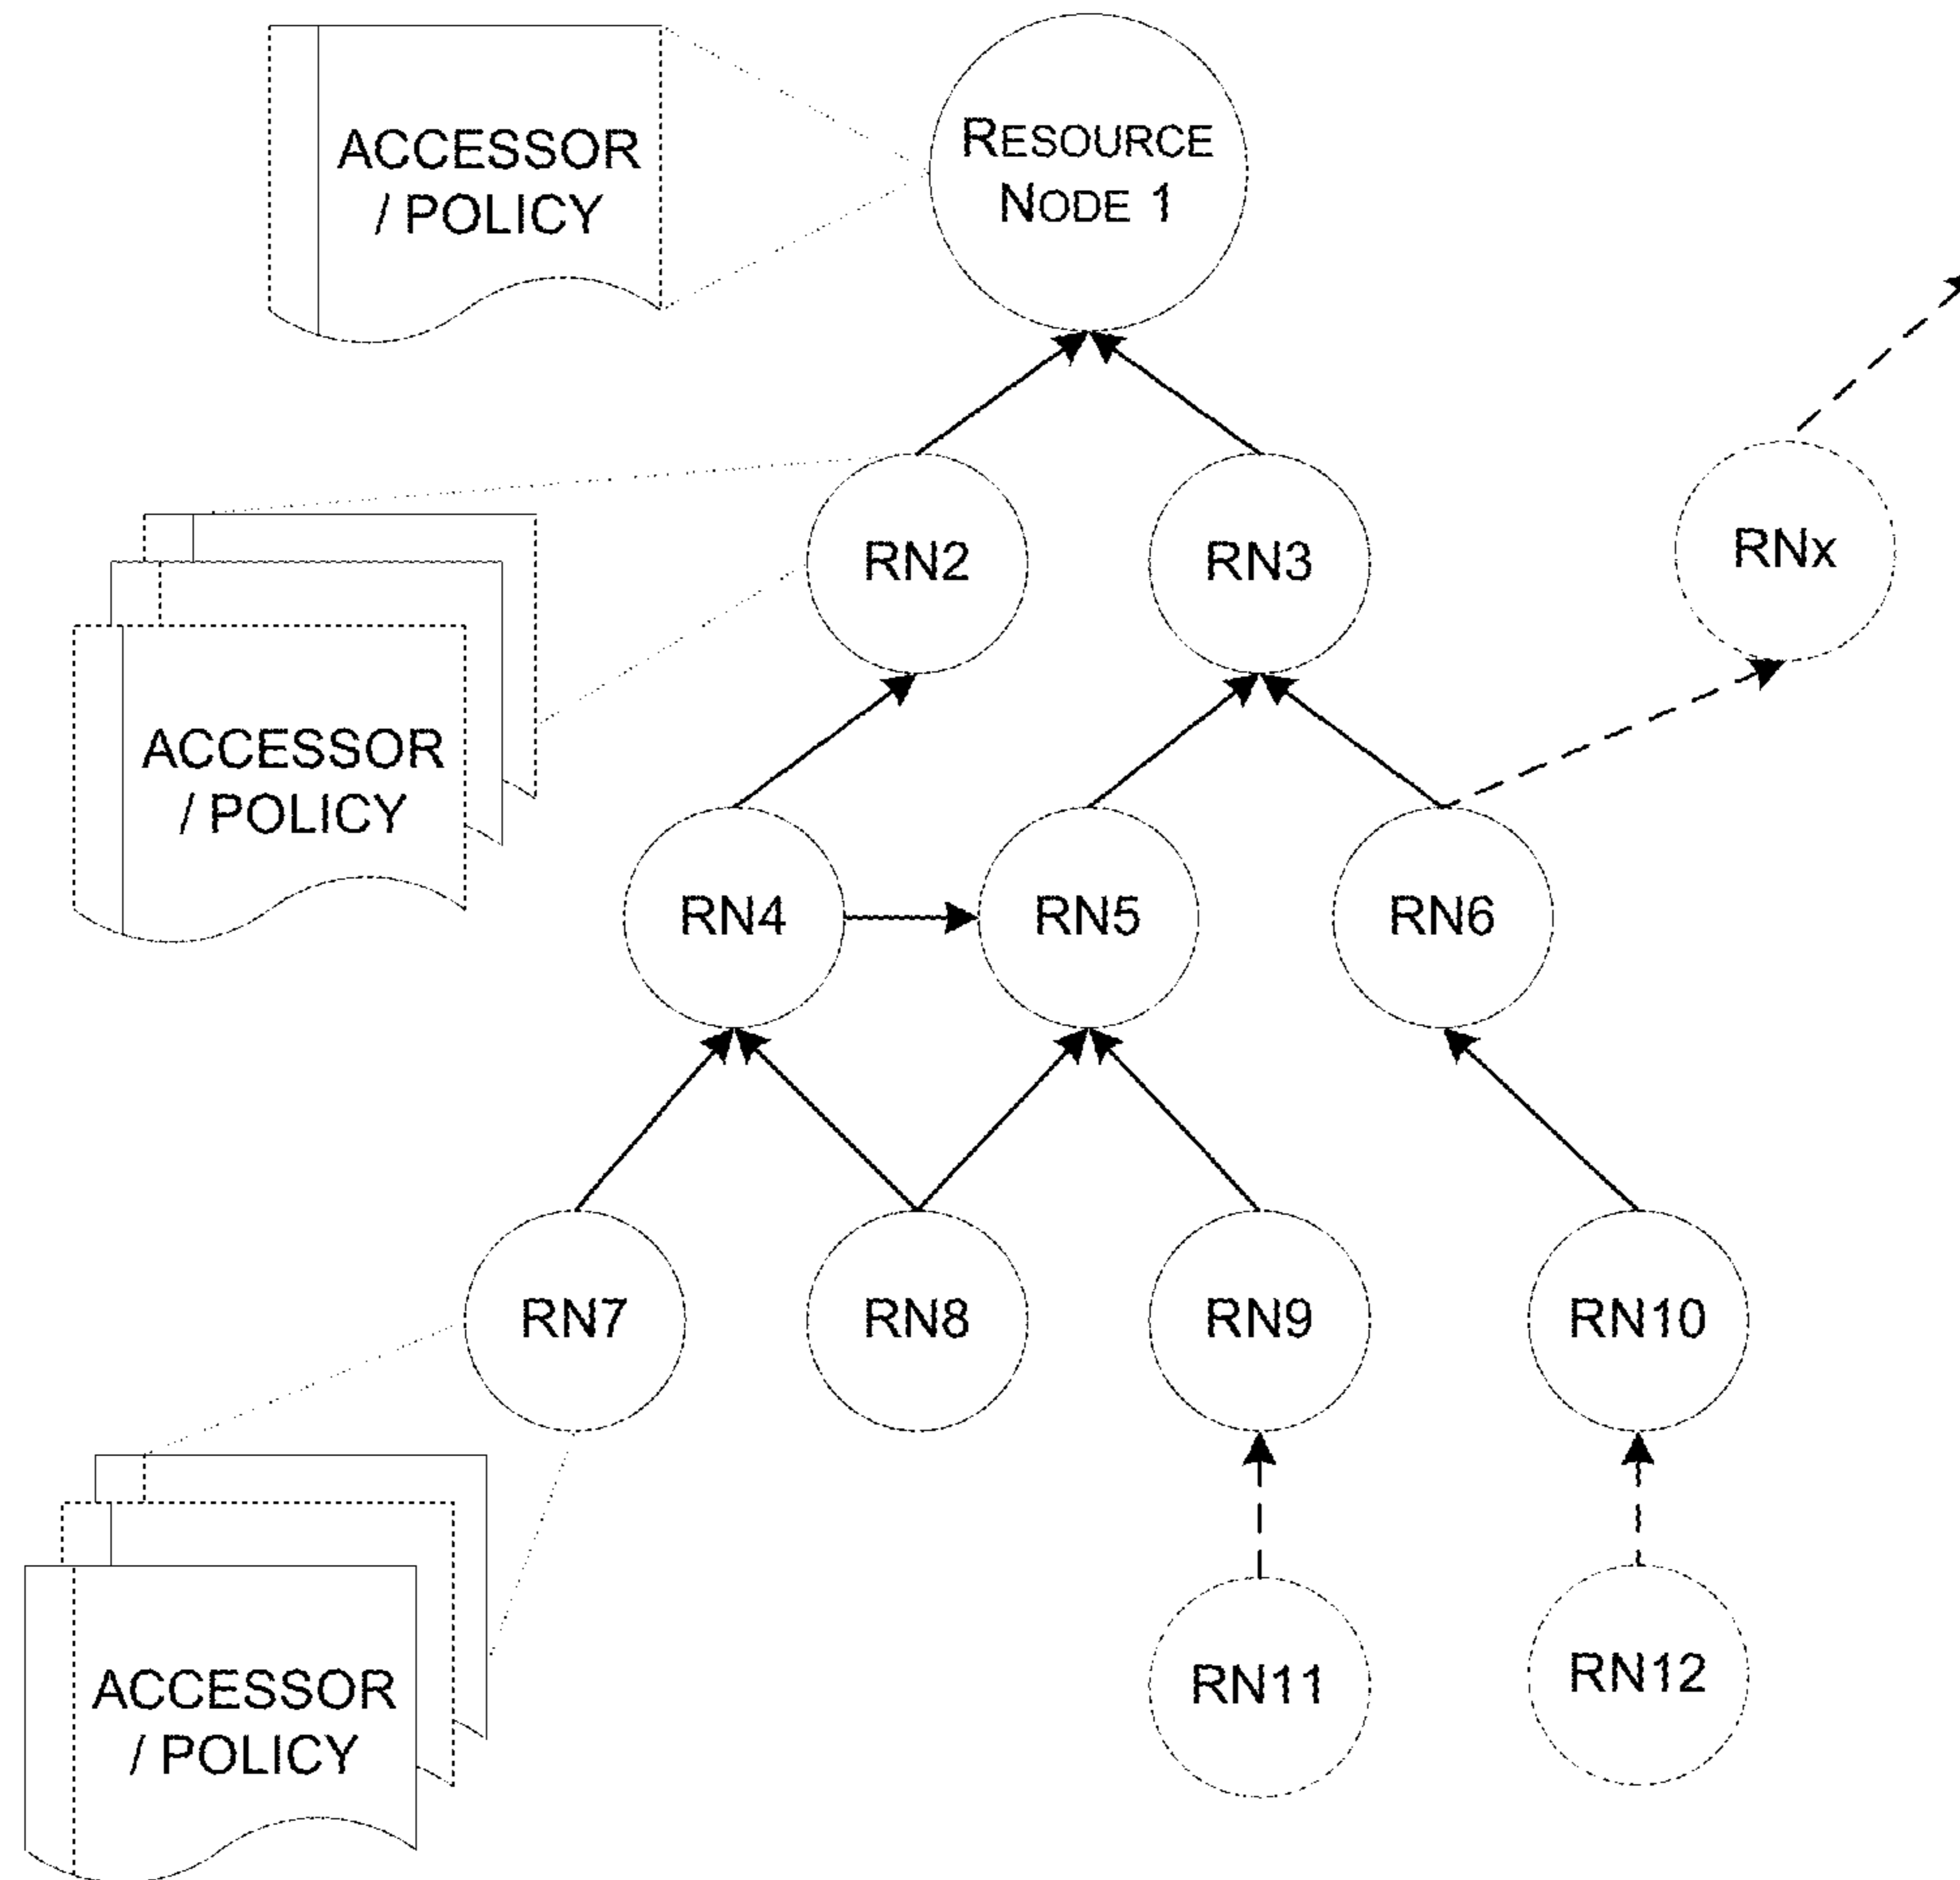 ACCESSOR
/ POLICY
RESOURCE
NODE 1
RN2
RN3
RNx
ACCESSOR
/ POLICY
RN4
RN5
RN6
RN7
RN8
RN9
RN10
ACCESSOR
/ POLICY
RN11
RN12